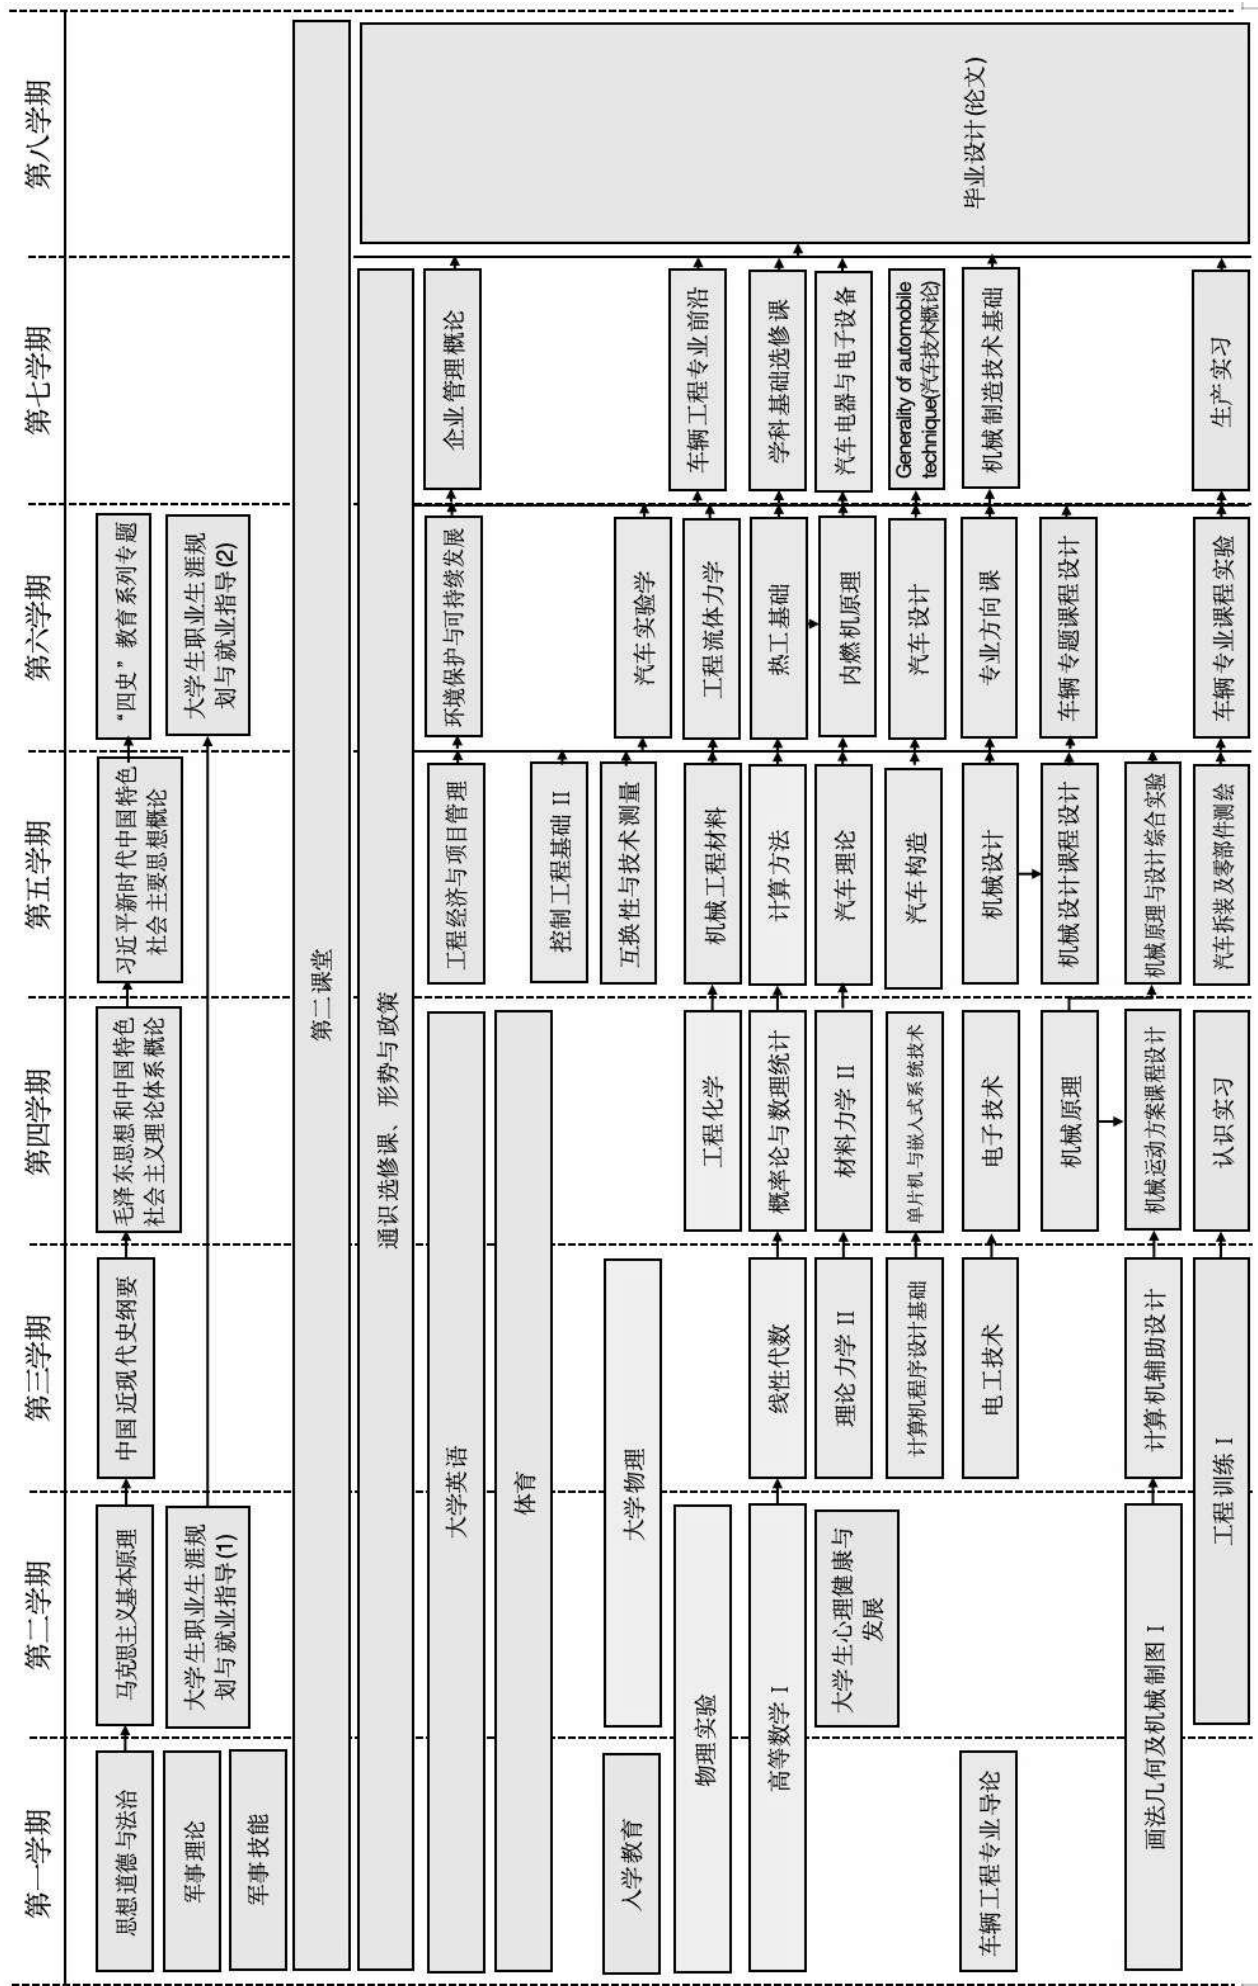 第一学期
第二学期
第三学期
第四学期
第五学期
第六学期
第七学期
第八学期
思想道德与法治
马克思主义基本原理
中国近现代史纲要
毛泽东思想和中国特色
社会主义理论体系概论
习近平新时代中国特色
社会主要思想概论
“四史”教育系列专题
军事理论
大学生职业生涯规
划与就业指导(1)
大学生职业生涯规
划与就业指导(2)
军事技能
第二课堂
通识选修课、形势与政策
毕业设计(论文)
大学英语
工程经济与项目管理
环境保护与可持续发展
企业管理概论
体育
控制工程基础 II
入学教育
大学物理
互换性与技术测量
汽车实验学
物理实验
工程化学
机械工程材料
工程流体力学
车辆工程专业前沿
高等数学 I
线性代数
概率论与数理统计
计算方法
热工基础
学科基础选修课
大学生心理健康与
发展
理论力学 II
材料力学 II
汽车理论
内燃机原理
汽车电器与电子设备
计算机程序设计基础
单片机与嵌入式系统技术
汽车构造
汽车设计
Generality of automobile
technique(汽车技术概论)
车辆工程专业导论
电工技术
电子技术
机械设计
专业方向课
机械制造技术基础
机械原理
机械设计课程设计
车辆专题课程设计
画法几何及机械制图 I
计算机辅助设计
机械运动方案课程设计
机械原理与设计综合实验
工程训练 I
认识实习
汽车拆装及零部件测绘
车辆专业课程实验
生产实习